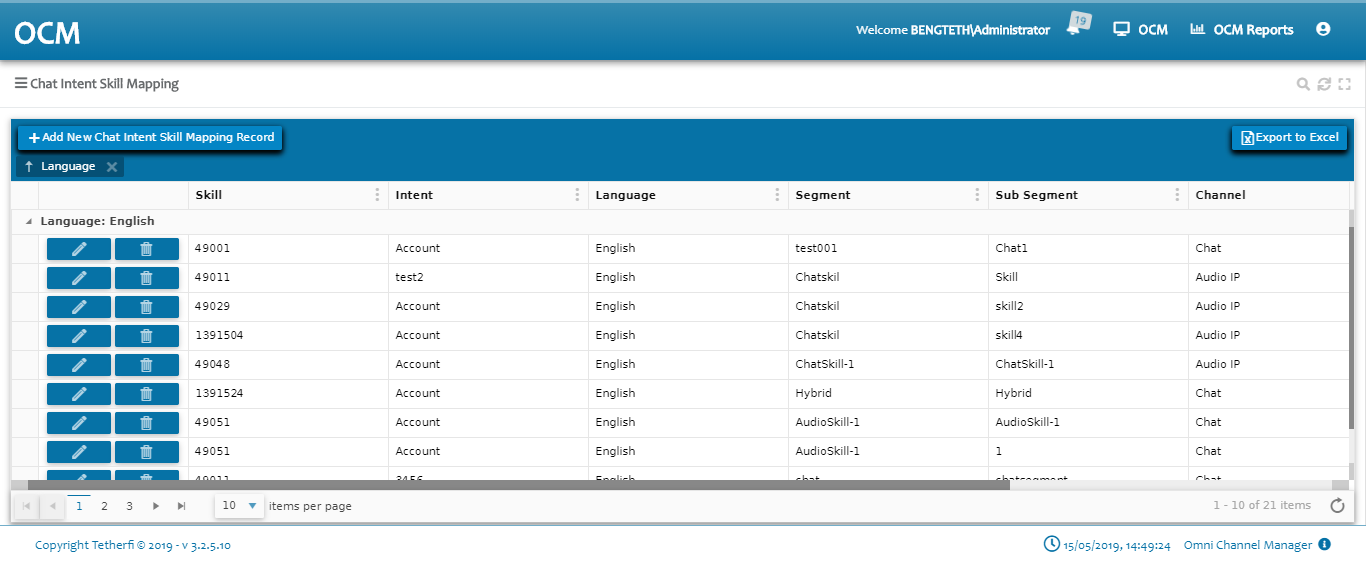 OCM
Welcome BENGTETH\Administrator 19 OCM OCM Reports
Chat Intent Skill Mapping
Add New Chat Intent Skill Mapping Record Export to Excel
Language
Skill Intent Language Segment Sub Segment Channel
Language: English
49001 Account English test001 Chat1 Chat
49011 test2 English Chatskil Skill Audio IP
49029 Account English Chatskil skill2 Audio IP
1391504 Account English Chatskil skill4 Audio IP
49048 Account English ChatSkill-1 ChatSkill-1 Audio IP
1391524 Account English Hybrid Hybrid Chat
49051 Account English AudioSkill-1 AudioSkill-1 Chat
49051 Account English AudioSkill-1 1 Chat
49011 3456 English chat chatsegment Chat
1 2 3 10 items per page 1 - 10 of 21 items
Copyright Tetherfi © 2019 - v 3.2.5.10 15/05/2019, 14:49:24 Omni Channel Manager